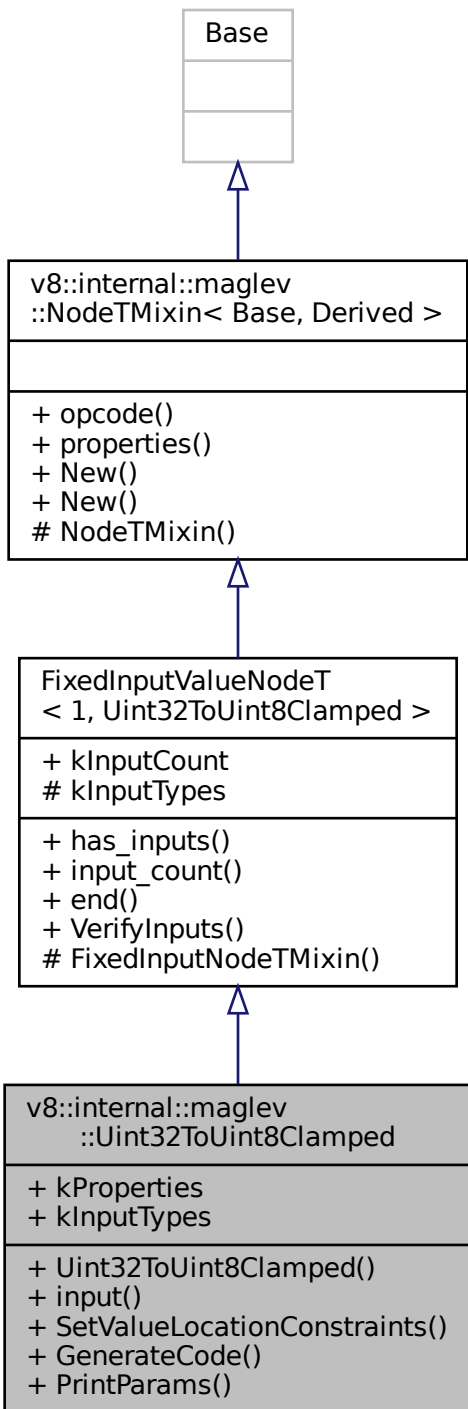 Base
v8::internal::maglev
::NodeTMixin< Base, Derived >
+ opcode()
+ properties()
+ New()
+ New()
# NodeTMixin()
FixedInputValueNodeT
< 1, Uint32ToUint8Clamped >
+ kInputCount
# kInputTypes
+ has_inputs()
+ input_count()
+ end()
+ VerifyInputs()
# FixedInputNodeTMixin()
v8::internal::maglev
::Uint32ToUint8Clamped
+ kProperties
+ kInputTypes
+ Uint32ToUint8Clamped()
+ input()
+ SetValueLocationConstraints()
+ GenerateCode()
+ PrintParams()